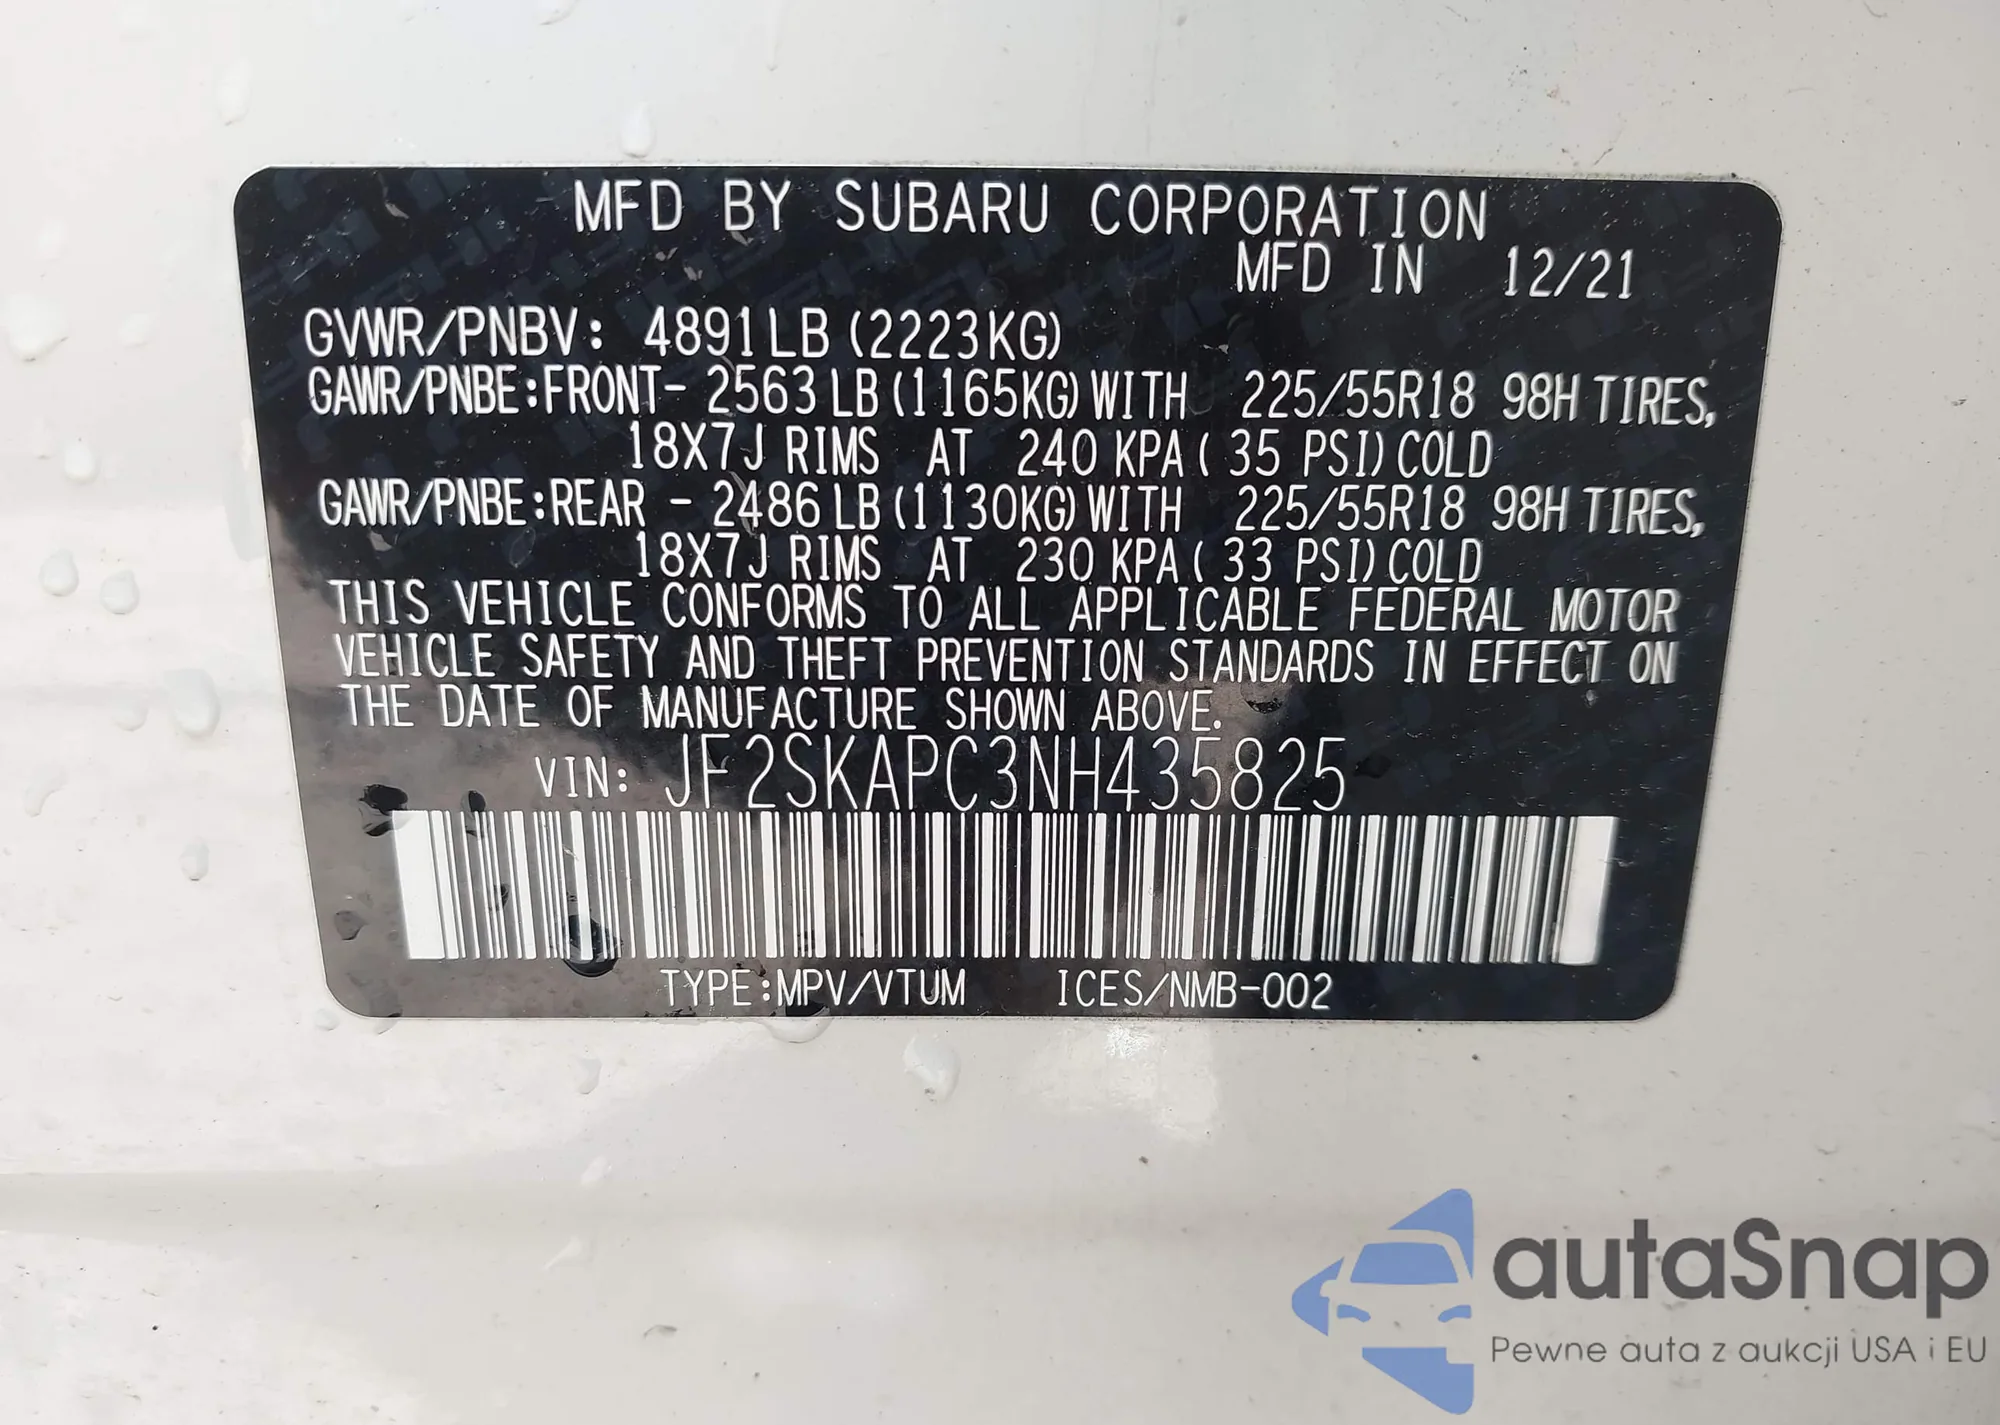 MFD BY SUBARU CORPORATION
MFD IN 12/21
GVWR/PNBV: 4891LB (2223KG)
GAWR/PNBE:FRONT- 2563 LB (1165KG) WITH 225/55R18 98H TIRES,
18X7J RIMS AT 240 KPA ( 35 PSI) COLD
GAWR/PNBE:REAR - 2486 LB (1130KG) WITH 225/55R18 98H TIRES,
18X7J RIMS AT 230 KPA ( 33 PSI) COLD
THIS VEHICLE CONFORMS TO ALL APPLICABLE FEDERAL MOTOR
VEHICLE SAFETY AND THEFT PREVENTION STANDARDS IN EFFECT ON
THE DATE OF MANUFACTURE SHOWN ABOVE.
VIN: JF2SKAPC3NH435825
TYPE:MPV/VTUM ICES/NMB-002
autaSnap
Pewne auta z aukcji USA i EU